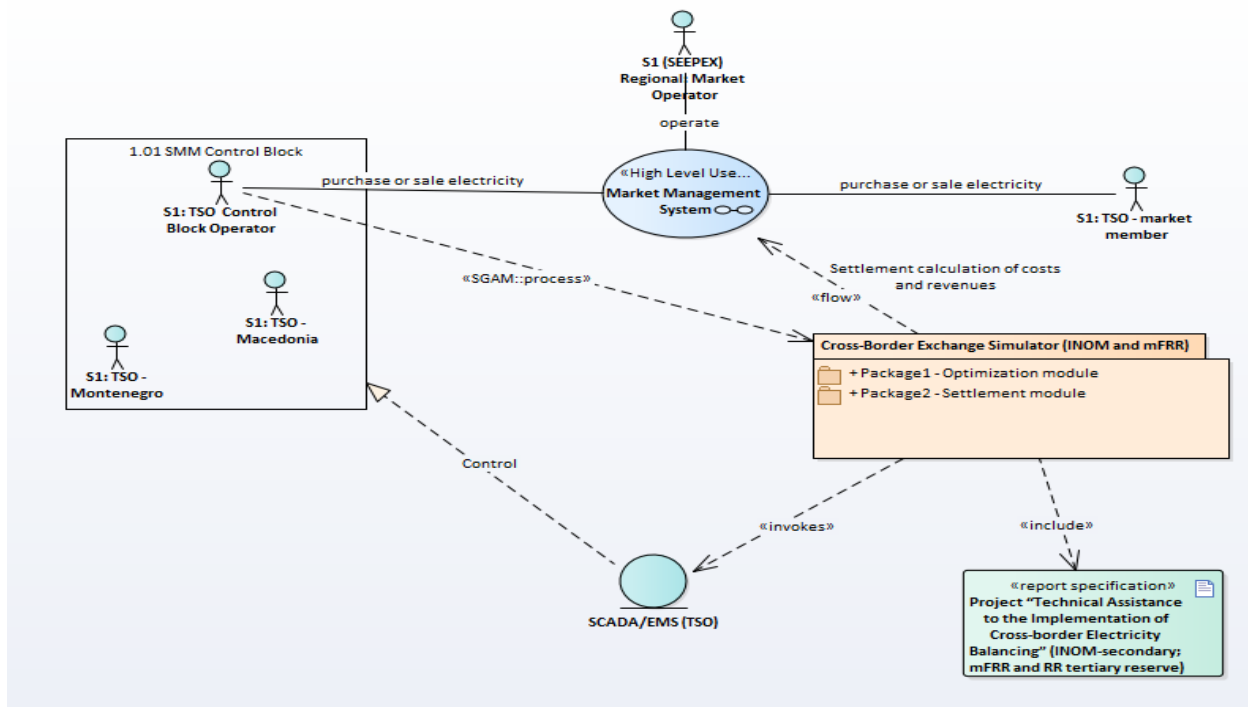 S1 (SEEPEX)
Regional: Market
Operator
operate
1.01 SMM Control Block
S1: TSO Control
Block Operator
S1: TSO -
Macedonia
S1: TSO -
Montenegro
purchase or sale electricity
«High Level Use...
Market Management
System
purchase or sale electricity
S1: TSO - market
member
«SGAM::process»
Settlement calculation of costs
and revenues
«flow»
Cross-Border Exchange Simulator (INOM and mFRR)
+ Package1 - Optimization module
+ Package2 - Settlement module
Control
«invokes»
«include»
SCADA/EMS (TSO)
«report specification»
Project “Technical Assistance
to the Implementation of
Cross-border Electricity
Balancing” (INOM-secondary;
mFRR and RR tertiary reserve)